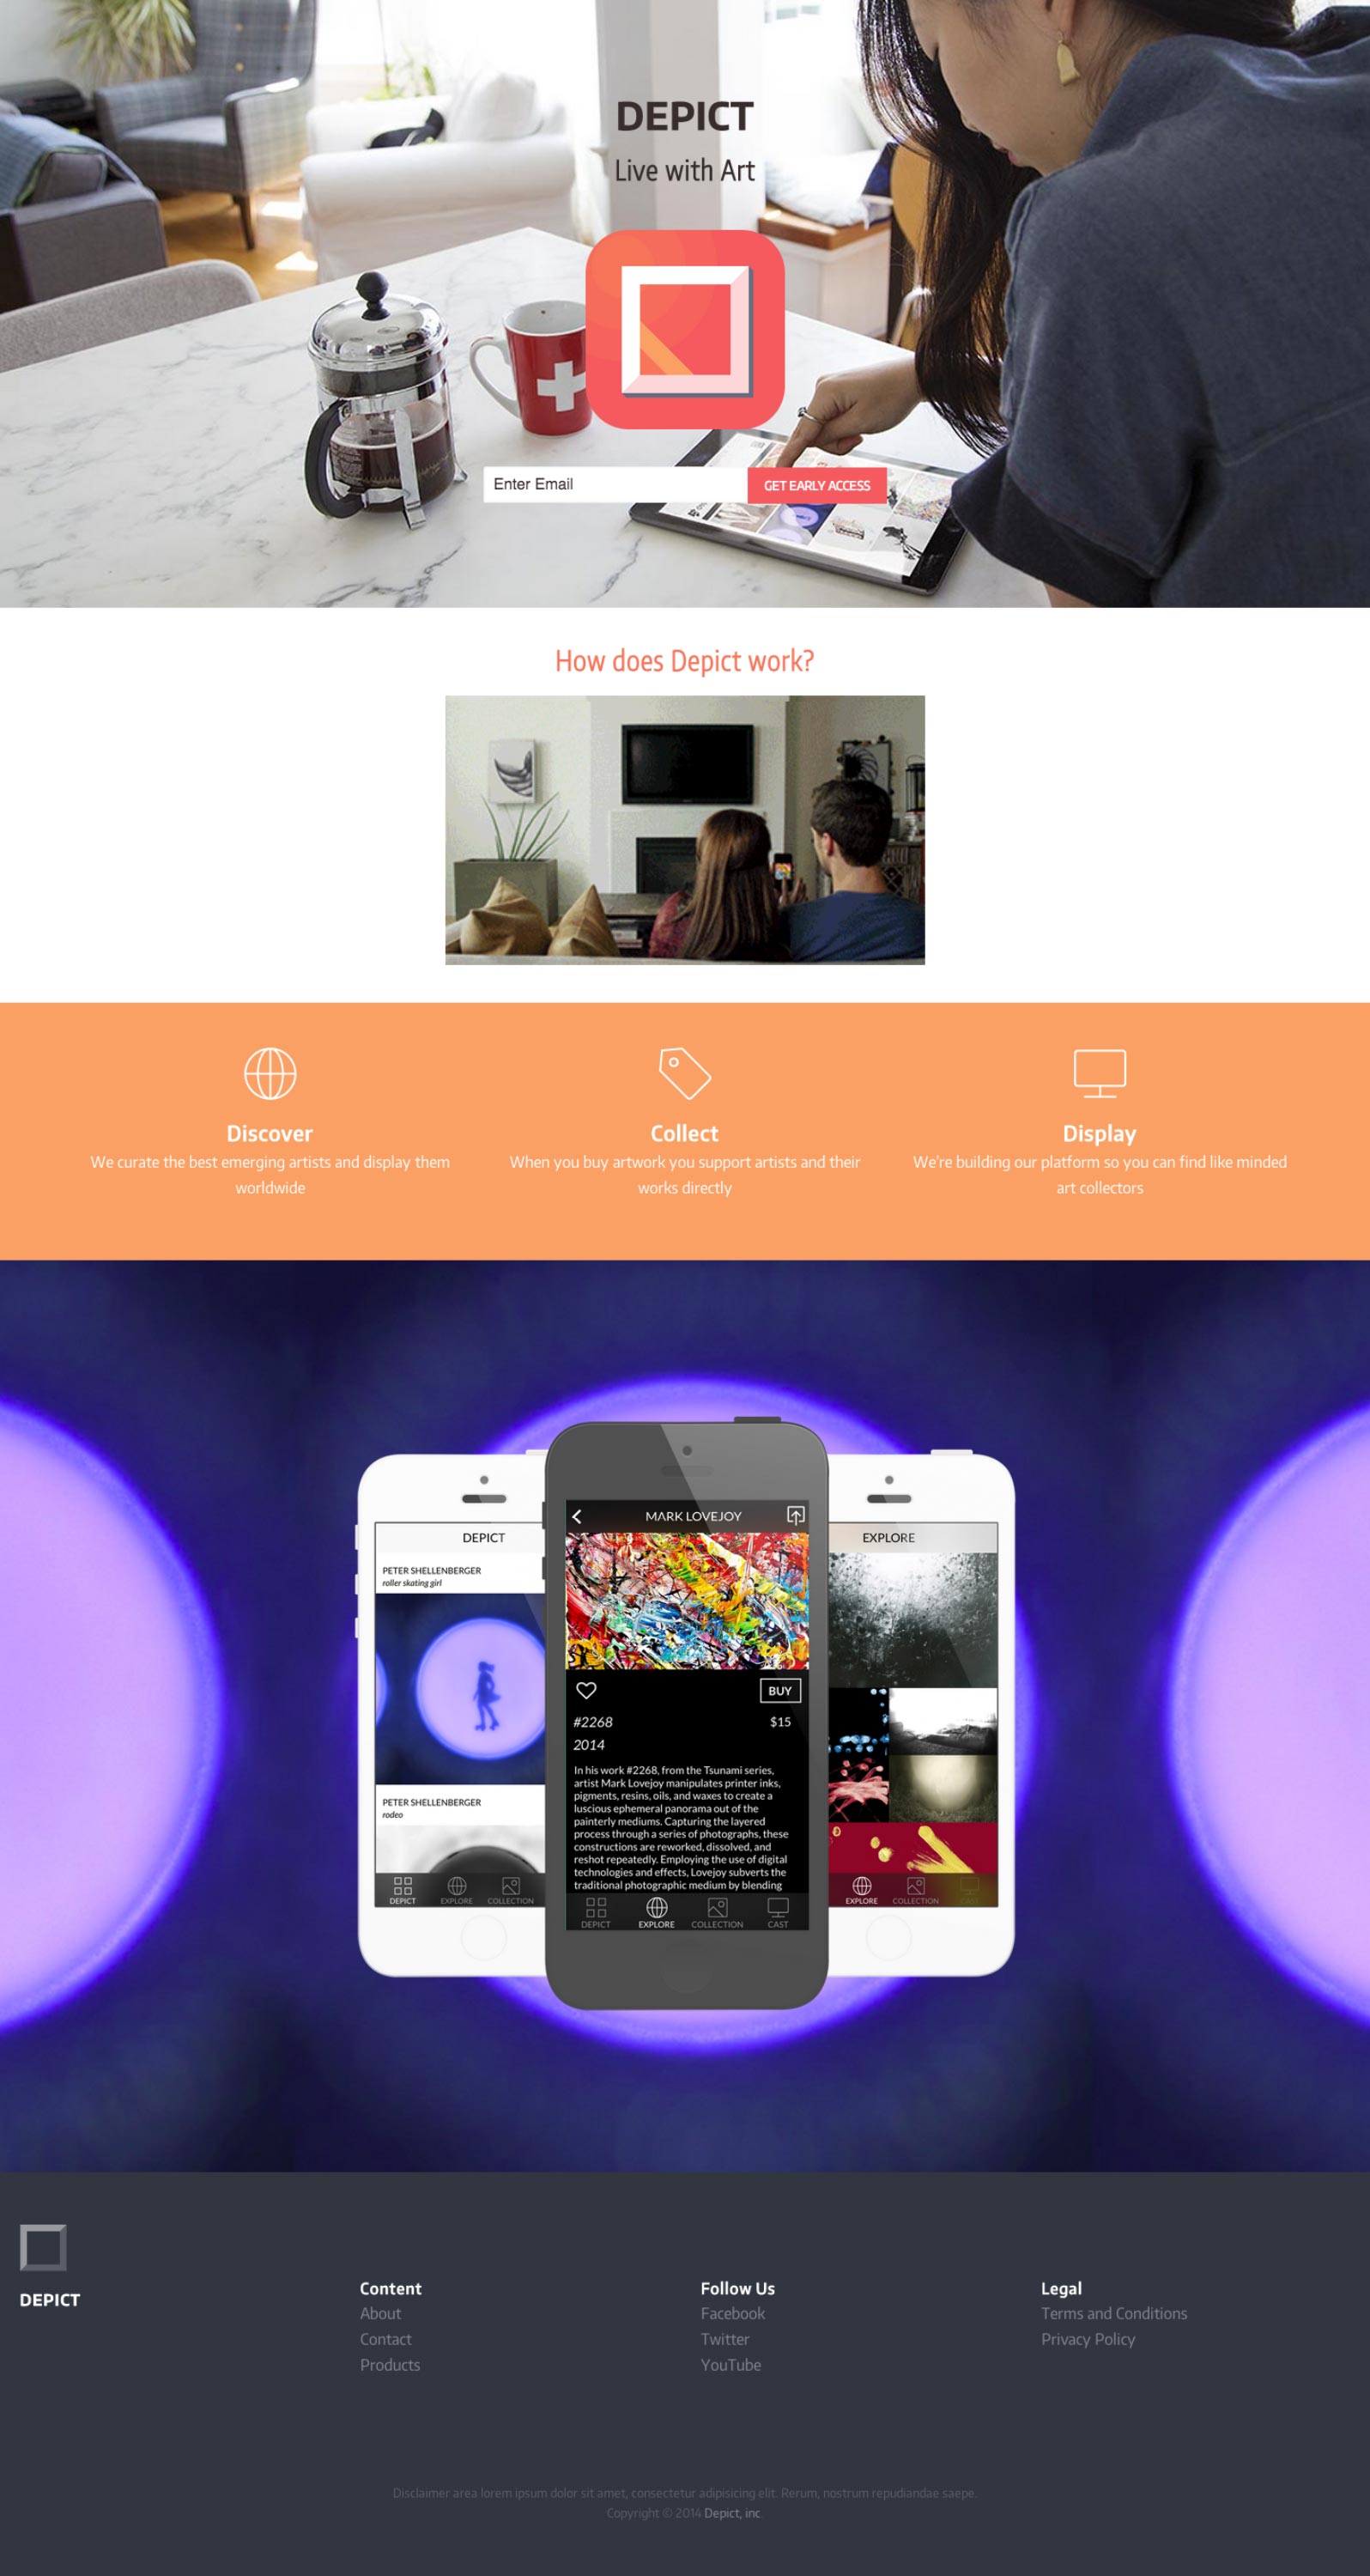 DEPICT
Live with Art
Enter Email
GET EARLY ACCESS
How does Depict work?
Discover
We curate the best emerging artists and display them
worldwide
Collect
When you buy artwork you support artists and their
works directly
Display
We're building our platform so you can find like minded
art collectors
DEPICT
PETER SHELLENBERGER
roller skating girl
PETER SHELLENBERGER
rodeo
DEPICT EXPLORE COLLECTION
MARK LOVEJOY
BUY
#2268 $15
2014
In his work #2268, from the Tsunami series,
artist Mark Lovejoy manipulates printer inks,
pigments, resins, oils, and waxes to create a
luscious ephemeral panorama out of the
painterly mediums. Capturing the layered
process through a series of photographs, these
constructions are reworked, dissolved, and
reshot repeatedly. Employing the use of digital
technologies and effects, Lovejoy subverts the
traditional photographic medium by blending
DEPICT EXPLORE COLLECTION CAST
EXPLORE
EXPLORE COLLECTION CAST
DEPICT
Content
About
Contact
Products
Follow Us
Facebook
Twitter
YouTube
Legal
Terms and Conditions
Privacy Policy
Disclaimer area lorem ipsum dolor sit amet, consectetur adipisicing elit. Rerum, nostrum repudiandae saepe.
Copyright © 2014 Depict, inc.